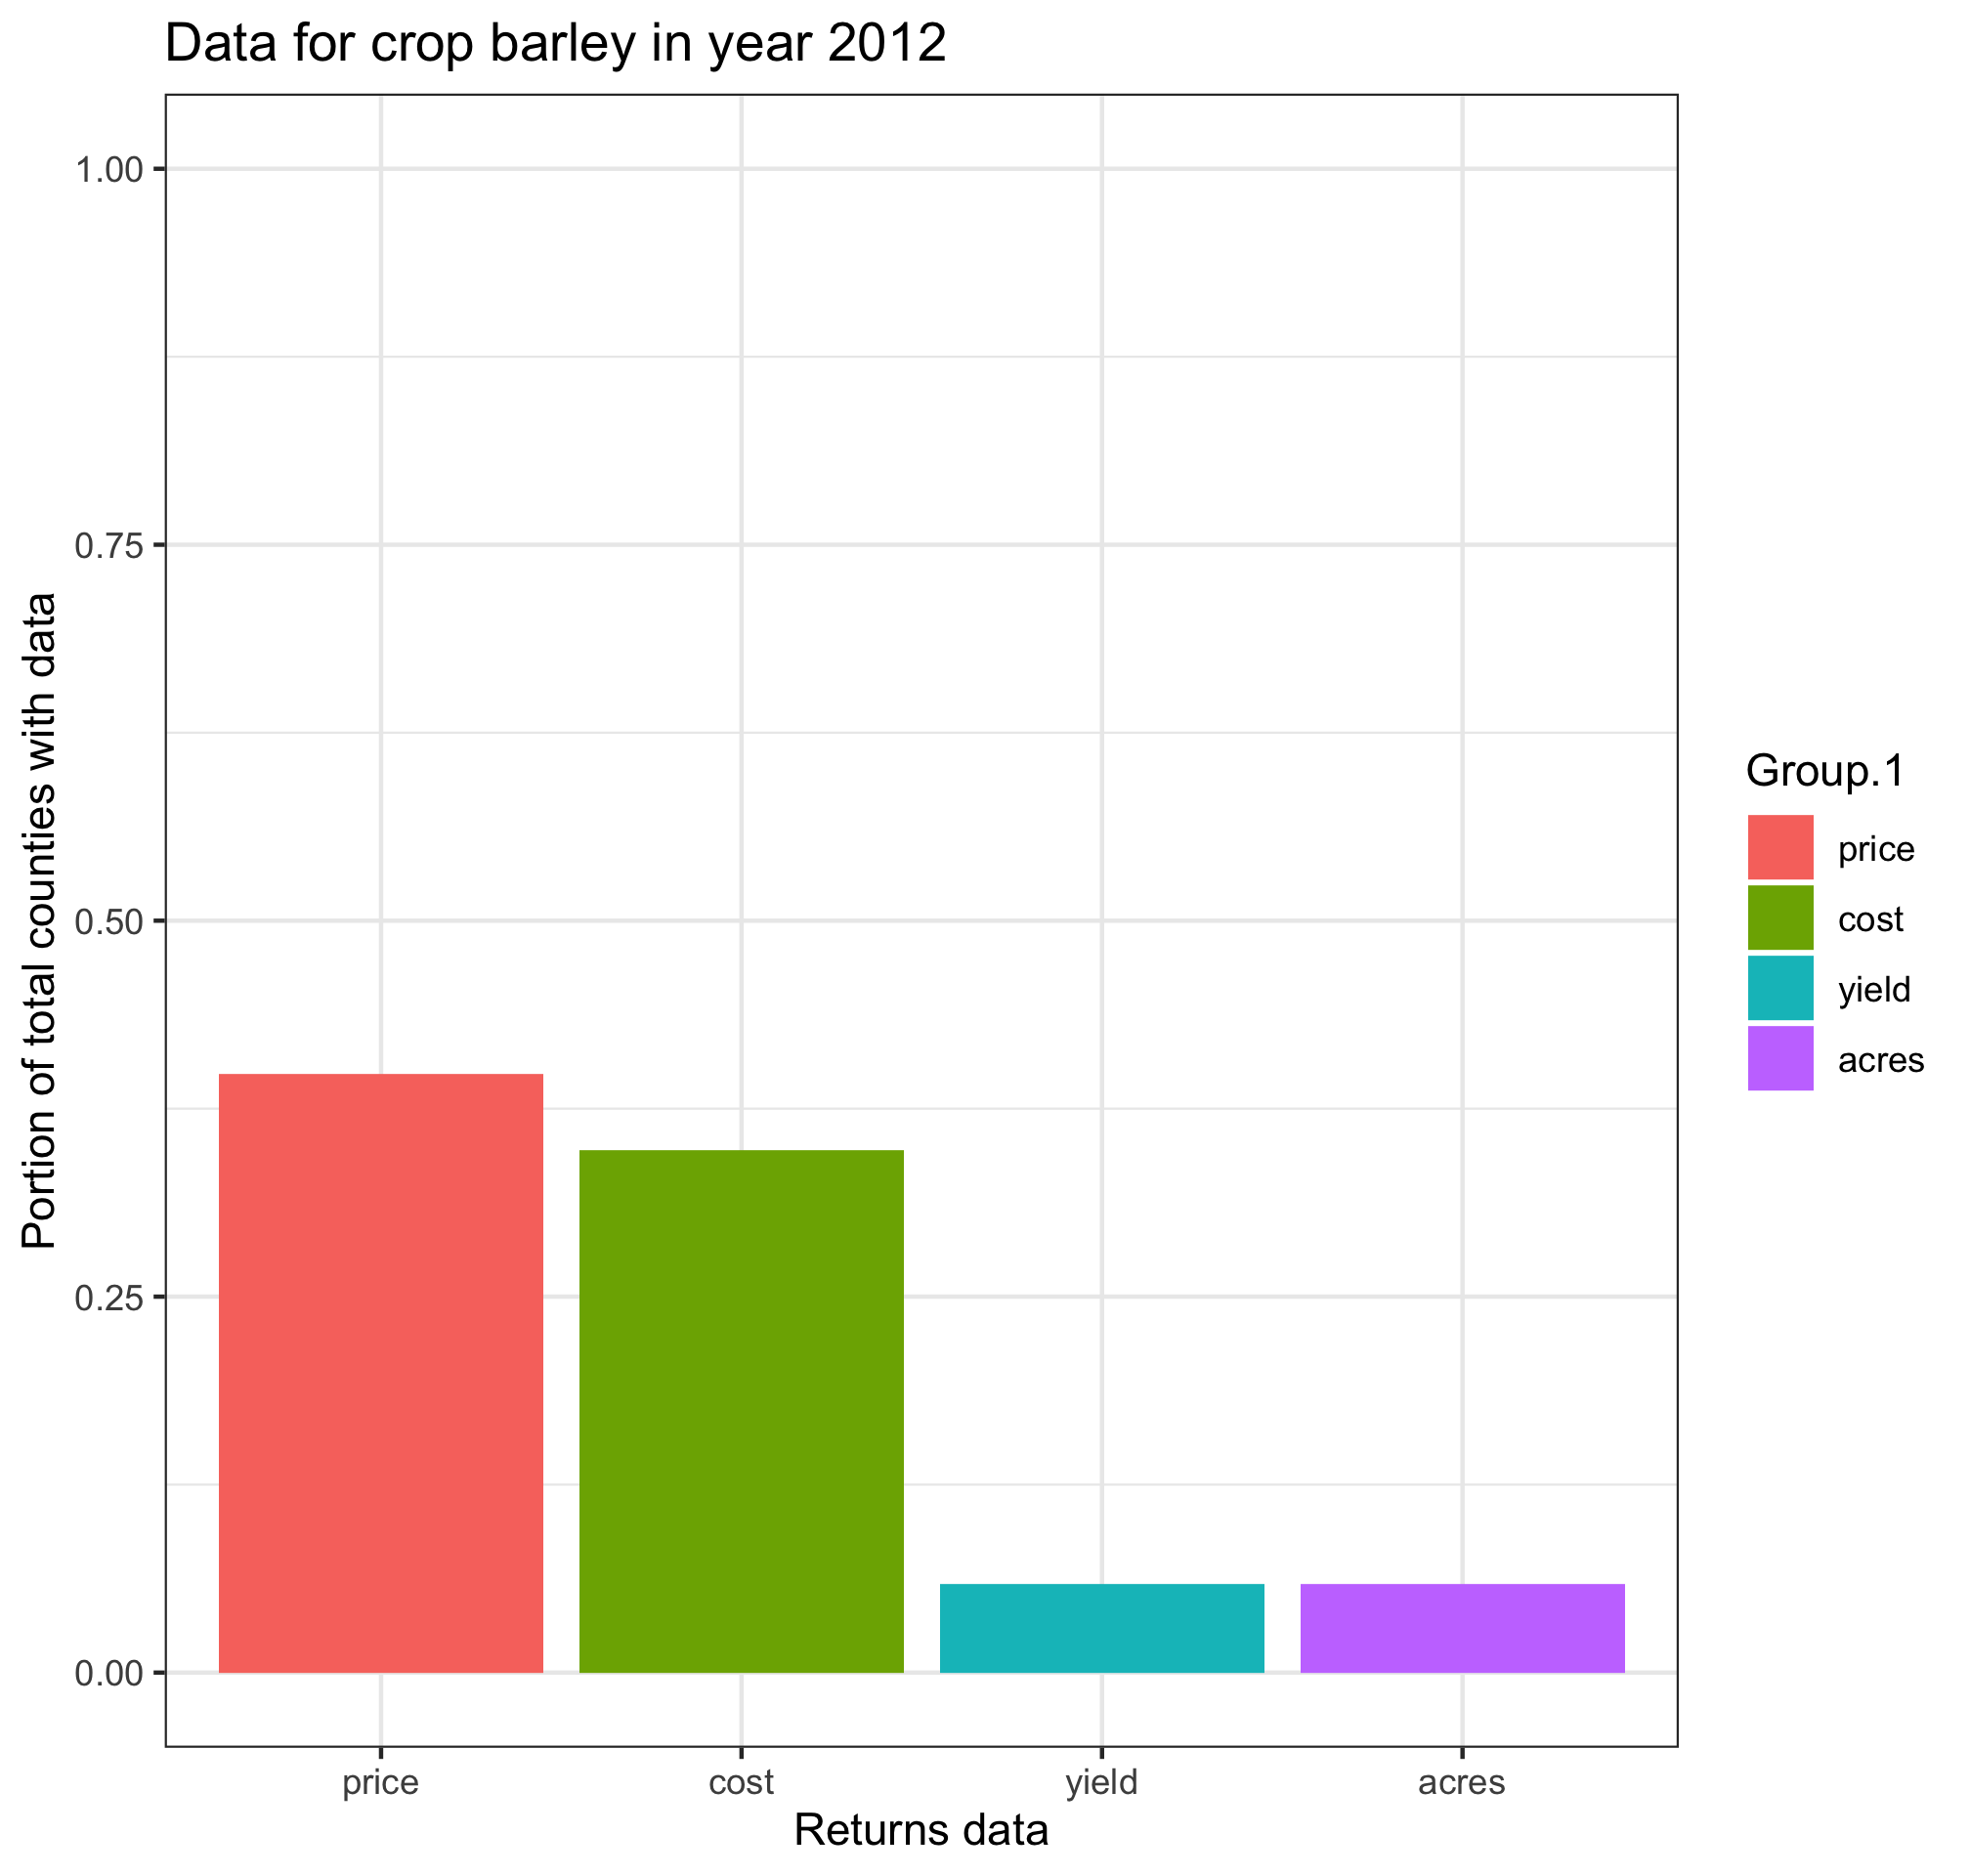 Data for crop barley in year 2012
Portion of total counties with data
1.00
0.75
0.50
0.25
0.00
price
cost
yield
acres
Returns data
Group.1
price
cost
yield
acres